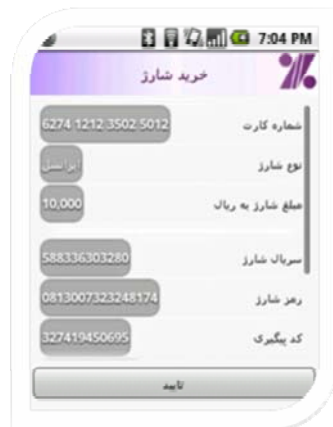 7:04 PM
خرید شارژ
شماره کارت 6274 1212 3502 5012
نوع شارژ ایرانسل
مبلغ شارژ به ریال 10,000
سریال شارژ 588336303280
رمز شارژ 0813007323248174
کد پیگیری 327419450695
تایید